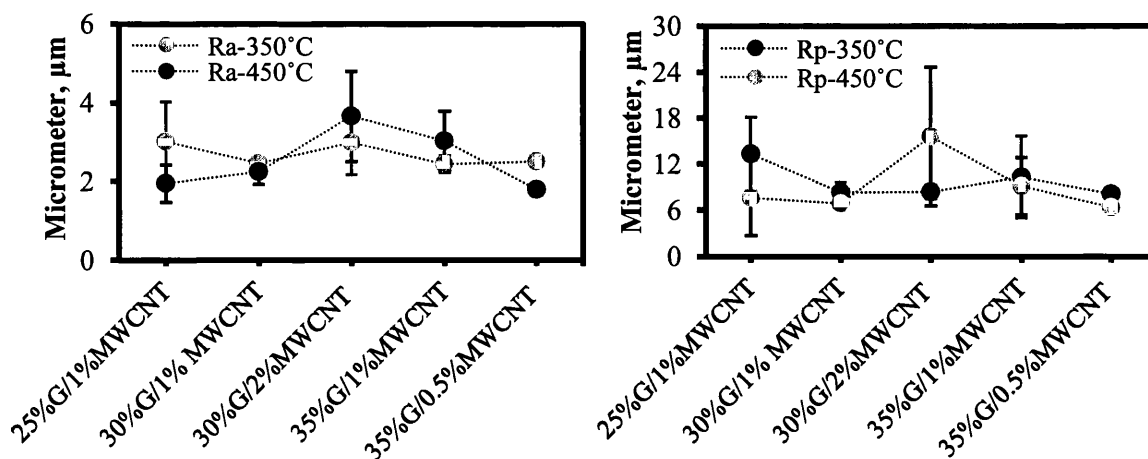 Micrometer, μm
6
4
2
0
Ra-350˚C
Ra-450˚C
25%G/1%MWCNT
30%G/1% MWCNT
30%G/2%MWCNT
35%G/1%MWCNT
35%G/0.5%MWCNT
Micrometer, μm
30
24
18
12
6
0
Rp-350˚C
Rp-450˚C
25%G/1%MWCNT
30%G/1% MWCNT
30%G/2%MWCNT
35%G/1%MWCNT
35%G/0.5%MWCNT